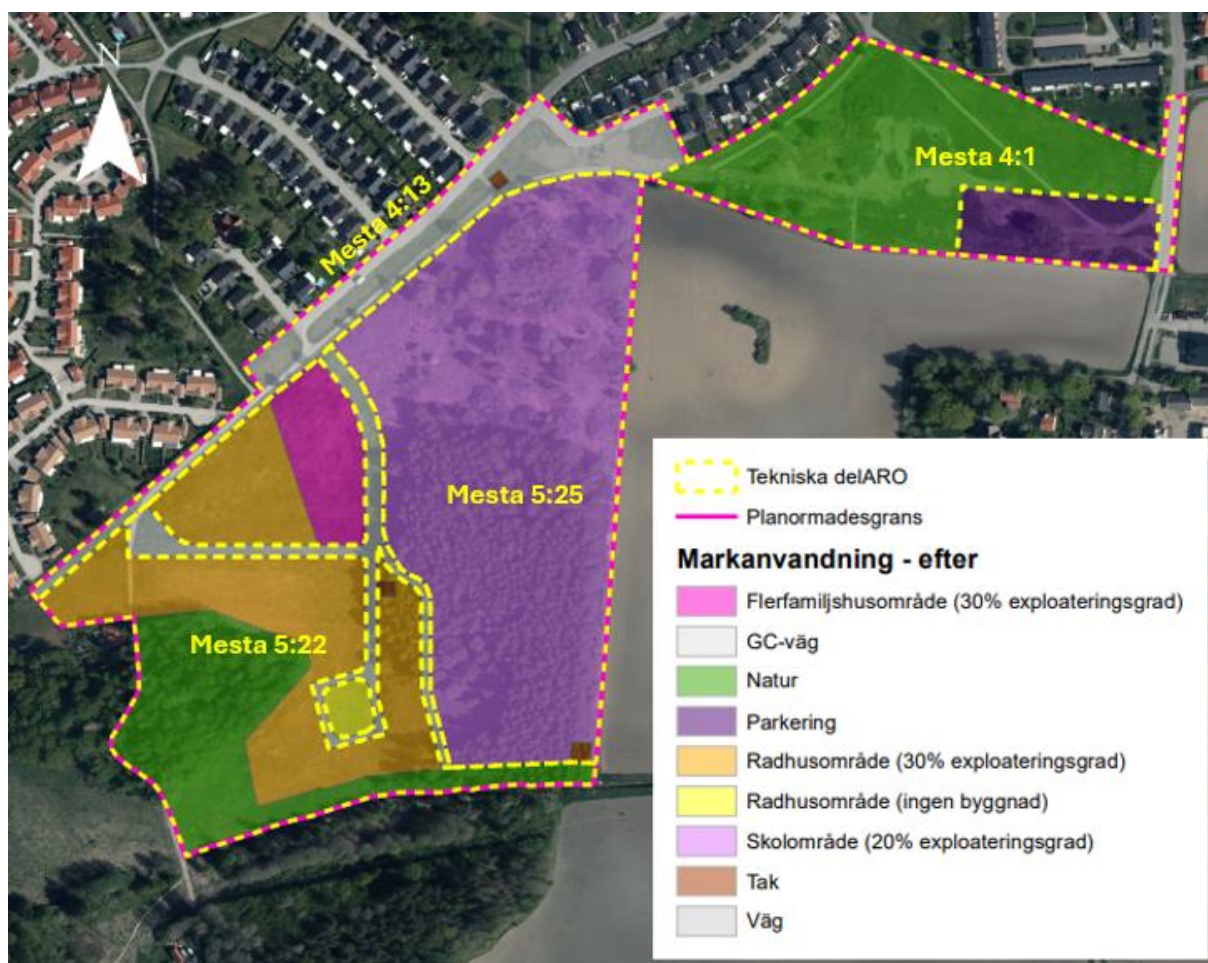 N
Mesta 4:1
Mesta 4:13
Mesta 5:25
Mesta 5:22
Tekniska delARO
Planormadesgrans
Markanvandning - efter
Flerfamiljshusområde (30% exploateringsgrad)
GC-väg
Natur
Parkering
Radhusområde (30% exploateringsgrad)
Radhusområde (ingen byggnad)
Skolområde (20% exploateringsgrad)
Tak
Väg